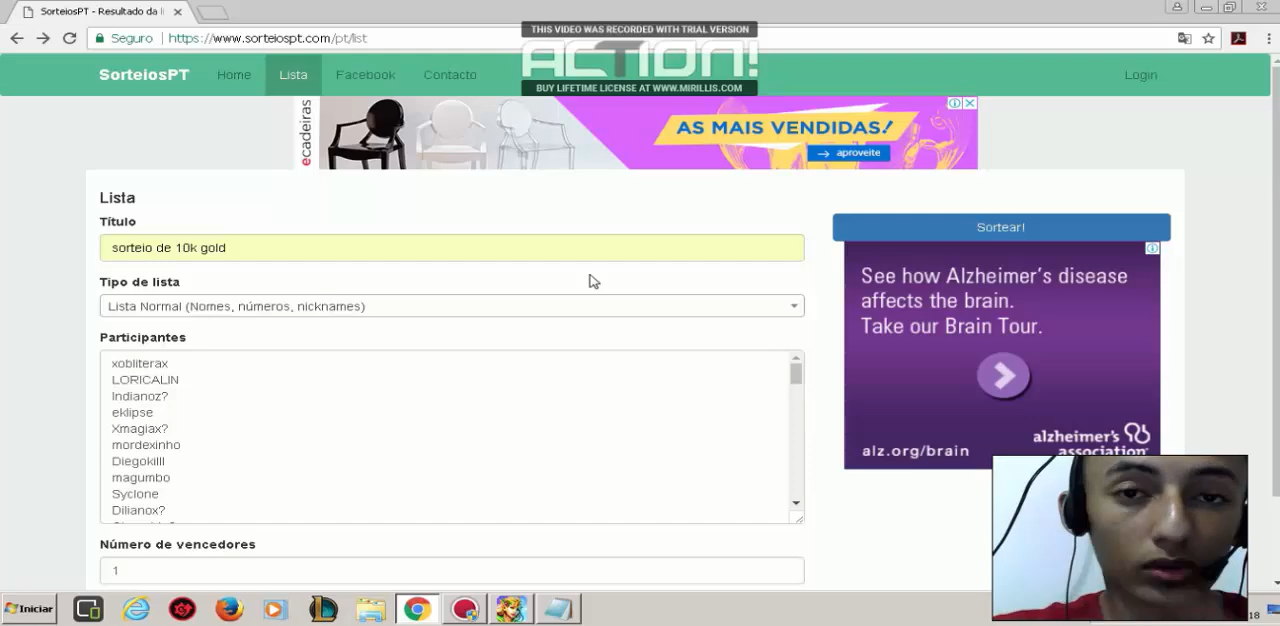 SorteiosPT - Resultado da li
Seguro
https://www.sorteiospt.com/pt/list
THIS VIDEO WAS RECORDED WITH TRIAL VERSION
ACTION!
BUY LIFETIME LICENSE AT WWW.MIRILLIS.COM
SorteiosPT
Home
Lista
Facebook
Contacto
Login
ecadeiras
AS MAIS VENDIDAS!
aproveite
Lista
Título
sorteio de 10k gold
Sortear!
Tipo de lista
Lista Normal (Nomes, números, nicknames)
Participantes
xobliterax
LORICALIN
Indianoz?
eklipse
Xmagiax?
mordexinho
Diegokilll
magumbo
Syclone
Dilianox?
See how Alzheimer's disease
affects the brain.
Take our Brain Tour.
alz.org/brain
alzheimer's
association
Número de vencedores
1
Iniciar
18